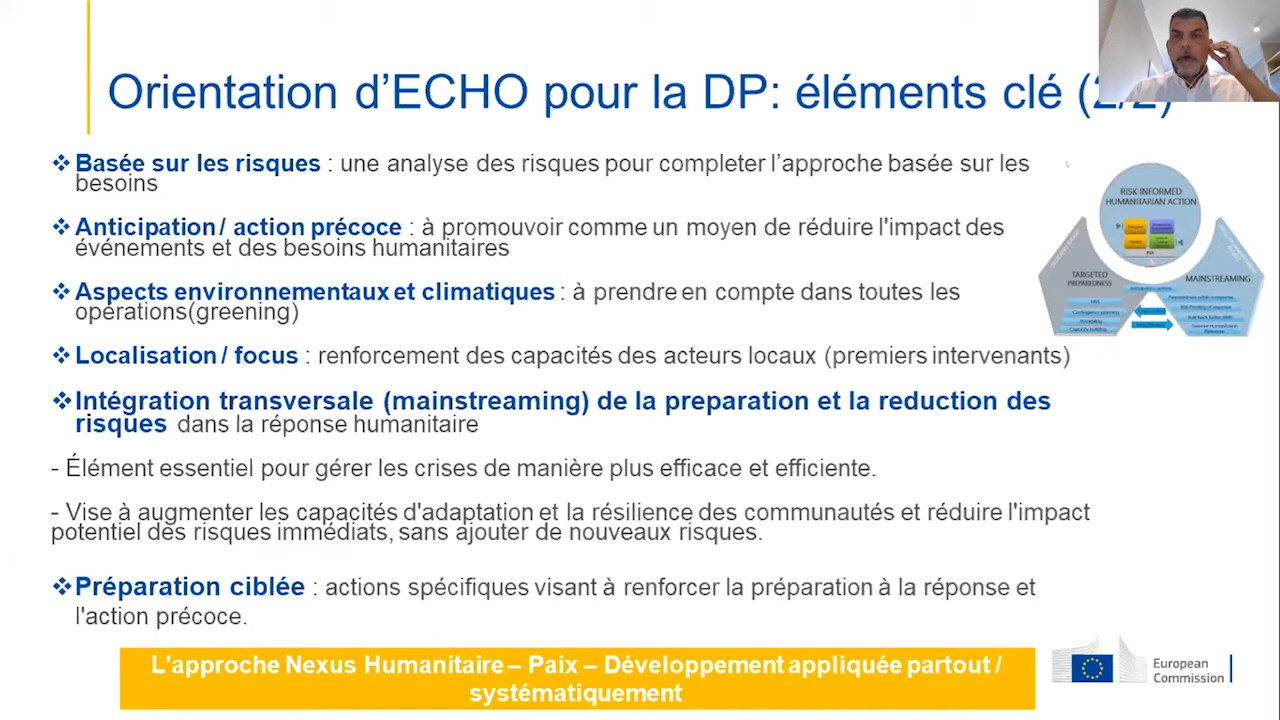 Orientation d'ECHO pour la DP: éléments clé (2/2)
❖Basée sur les risques : une analyse des risques pour completer l'approche basée sur les
besoins
❖Anticipation / action précoce : à promouvoir comme un moyen de réduire l'impact des
événements et des besoins humanitaires
❖Aspects environnementaux et climatiques : à prendre en compte dans toutes les
opérations(greening)
❖Localisation / focus : renforcement des capacités des acteurs locaux (premiers intervenants)
❖Intégration transversale (mainstreaming) de la preparation et la reduction des
risques dans la réponse humanitaire
- Élément essentiel pour gérer les crises de manière plus efficace et efficiente.
- Vise à augmenter les capacités d'adaptation et la résilience des communautés et réduire l'impact
potentiel des risques immédiats, sans ajouter de nouveaux risques.
❖Préparation ciblée : actions spécifiques visant à renforcer la préparation à la réponse et
l'action précoce.
L'approche Nexus Humanitaire – Paix – Développement appliquée partout /
systématiquement
RISK INFORMED
HUMANITARIAN ACTION
TARGETED
PREPAREDNESS
Contingency planning
Capacity building
MAINSTREAMING
European
Commission